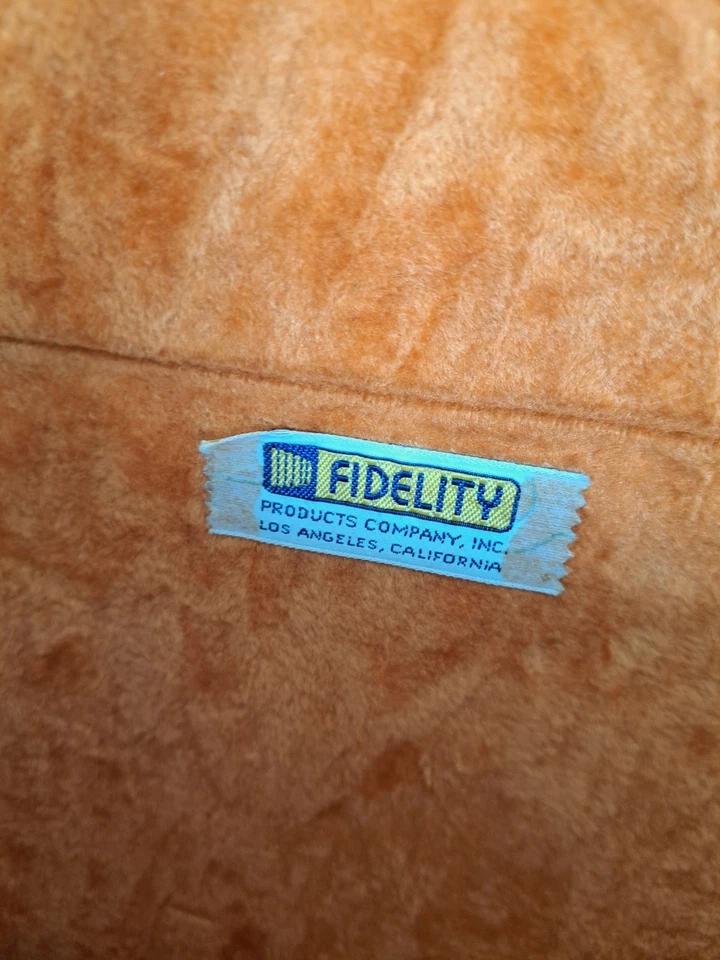 FIDELITY
PRODUCTS COMPANY, INC.
LOS ANGELES, CALIFORNIA